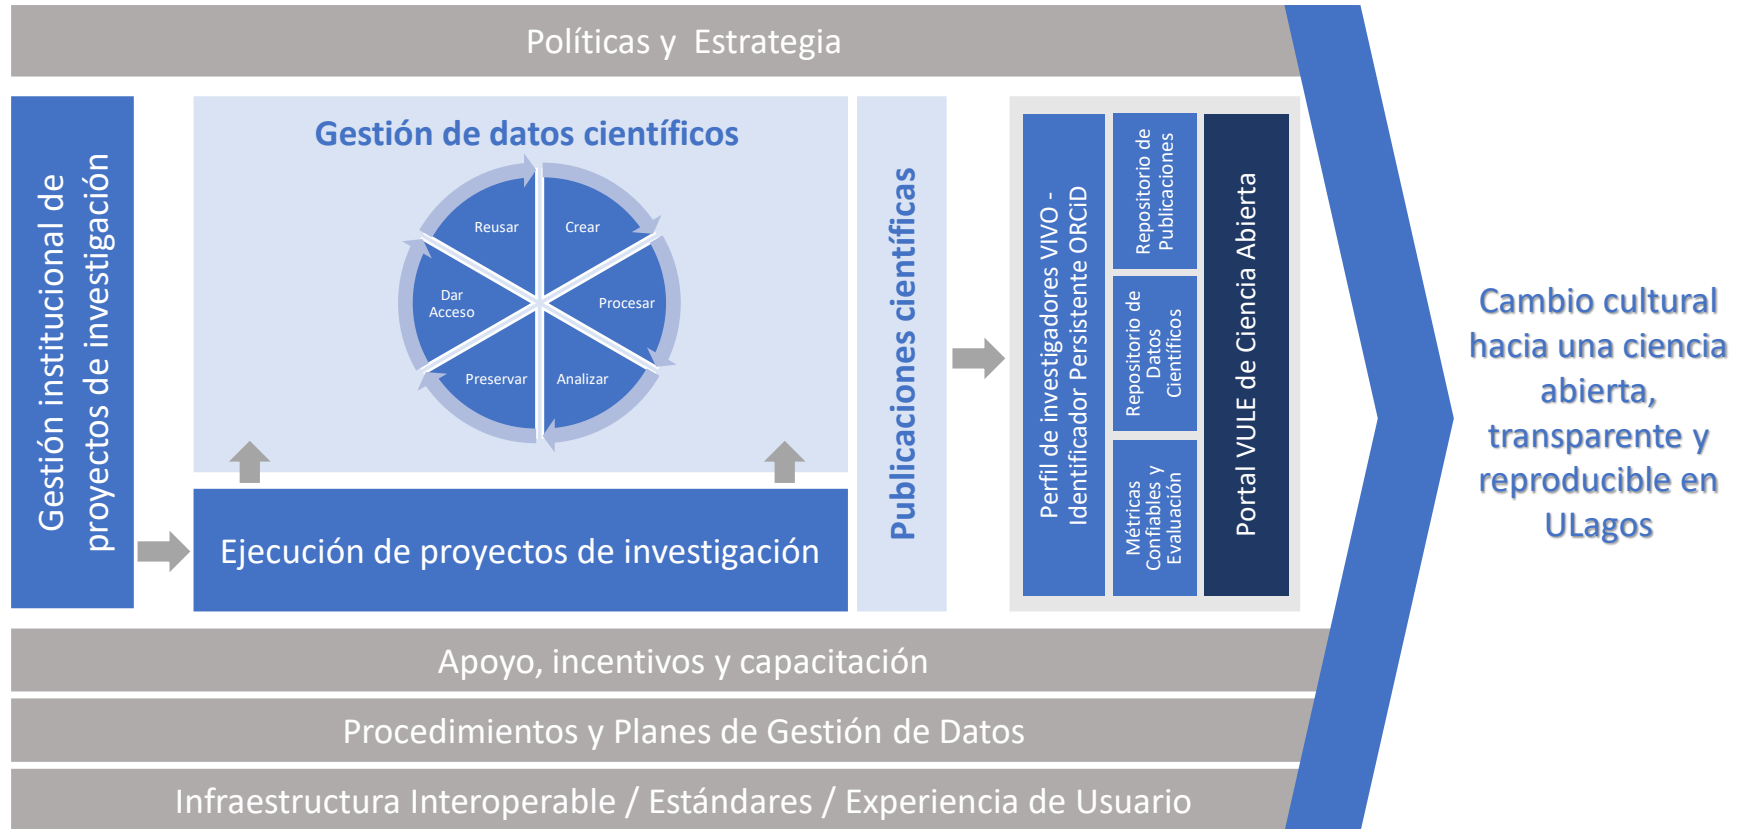 Políticas y Estrategia
Gestión institucional de
proyectos de investigación
Gestión de datos científicos
Reusar
Crear
Dar
Acceso
Procesar
Preservar
Analizar
Ejecución de proyectos de investigación
Publicaciones científicas
Perfil de investigadores VIVO -
Identificador Persistente ORCiD
Repositorio de
Publicaciones
Repositorio de
Datos
Científicos
Métricas
Confiables y
Evaluación
Portal VULE de Ciencia Abierta
Cambio cultural
hacia una ciencia
abierta,
transparente y
reproducible en
ULagos
Apoyo, incentivos y capacitación
Procedimientos y Planes de Gestión de Datos
Infraestructura Interoperable / Estándares / Experiencia de Usuario